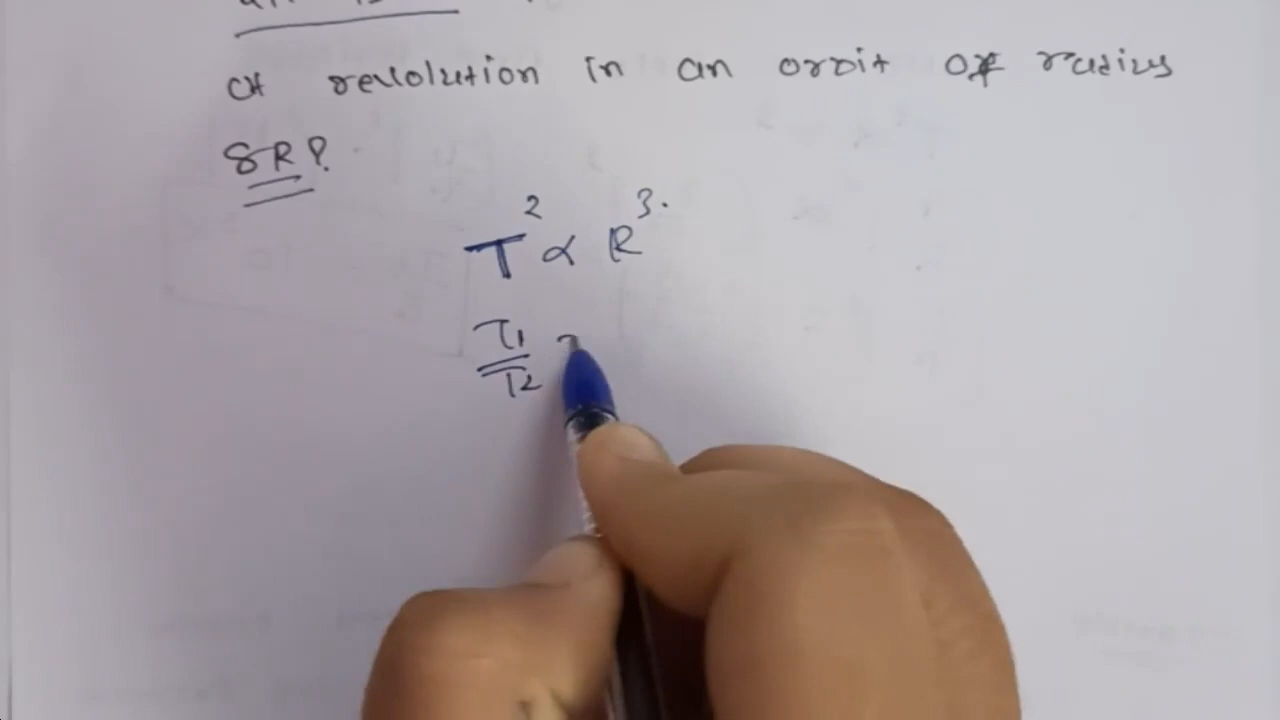 of revolution in an orbit of radius
8R?
T² ∝ R³.
T1
T2